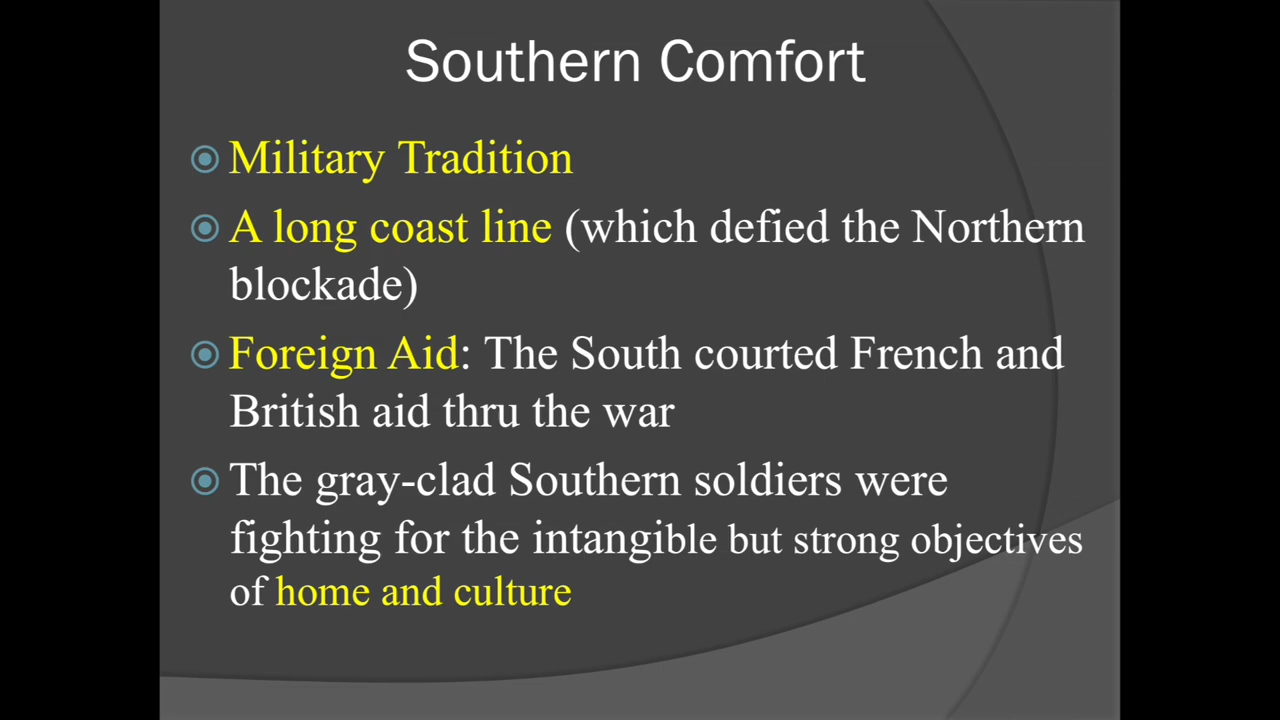 Southern Comfort
Military Tradition
A long coast line (which defied the Northern
blockade)
Foreign Aid: The South courted French and
British aid thru the war
The gray-clad Southern soldiers were
fighting for the intangible but strong objectives
of home and culture